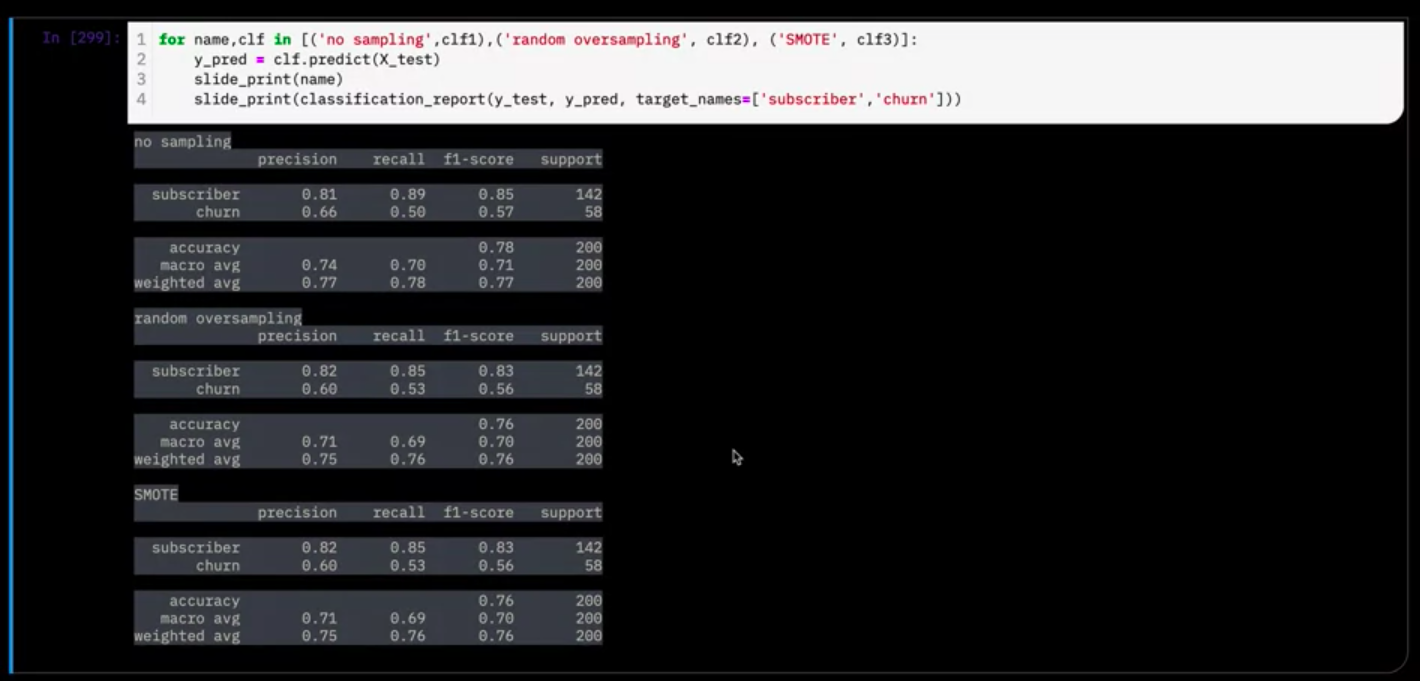 In [299]:
1 for name,clf in [('no sampling',clf1),('random oversampling', clf2), ('SMOTE', clf3)]:
2     y_pred = clf.predict(X_test)
3     slide_print(name)
4     slide_print(classification_report(y_test, y_pred, target_names=['subscriber','churn']))
no sampling
              precision    recall  f1-score   support
  subscriber       0.81      0.89      0.85       142
       churn       0.66      0.50      0.57        58
    accuracy                           0.78       200
   macro avg       0.74      0.70      0.71       200
weighted avg       0.77      0.78      0.77       200
random oversampling
              precision    recall  f1-score   support
  subscriber       0.82      0.85      0.83       142
       churn       0.60      0.53      0.56        58
    accuracy                           0.76       200
   macro avg       0.71      0.69      0.70       200
weighted avg       0.75      0.76      0.76       200
SMOTE
              precision    recall  f1-score   support
  subscriber       0.82      0.85      0.83       142
       churn       0.60      0.53      0.56        58
    accuracy                           0.76       200
   macro avg       0.71      0.69      0.70       200
weighted avg       0.75      0.76      0.76       200